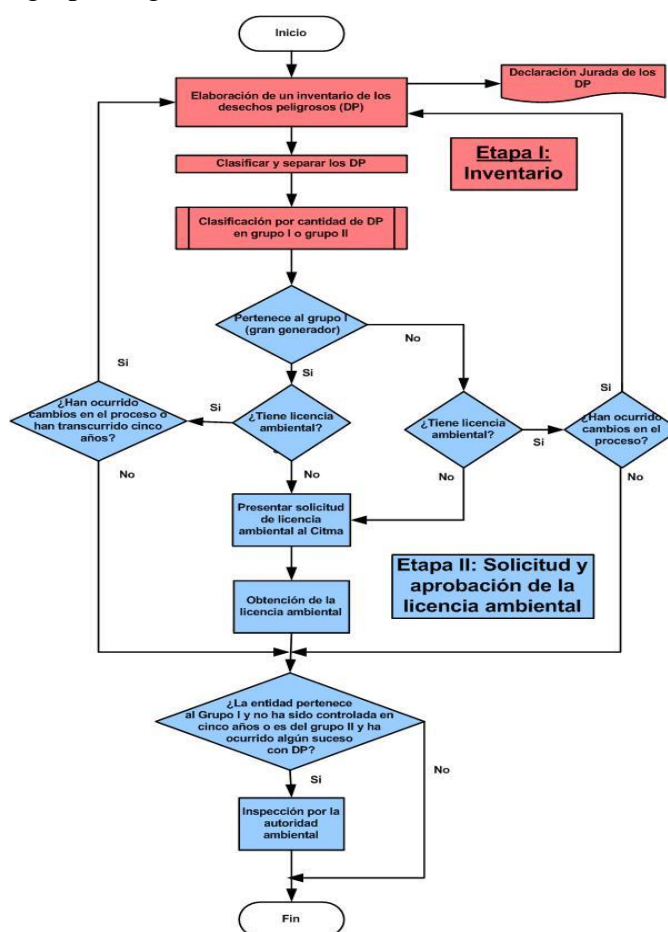 Inicio
Elaboración de un inventario de los
desechos peligrosos (DP)
Declaración Jurada de los
DP
Etapa I:
Inventario
Clasificar y separar los DP
Clasificación por cantidad de DP
en grupo I o grupo II
Pertenece al grupo I
(gran generador)
No
Si
Si
Si
Si
¿Han ocurrido
cambios en el proceso o
han transcurrido cinco
años?
¿Tiene licencia
ambiental?
¿Tiene licencia
ambiental?
Si
¿Han ocurrido
cambios en el
proceso?
No
No
No
No
Presentar solicitud
de licencia
ambiental al Citma
Etapa II: Solicitud y
aprobación de la
licencia ambiental
Obtención de la
licencia ambiental
¿La entidad pertenece
al Grupo I y no ha sido controlada en
cinco años o es del grupo II y ha
ocurrido algún suceso
con DP?
No
Si
Inspección por la
autoridad
ambiental
Fin